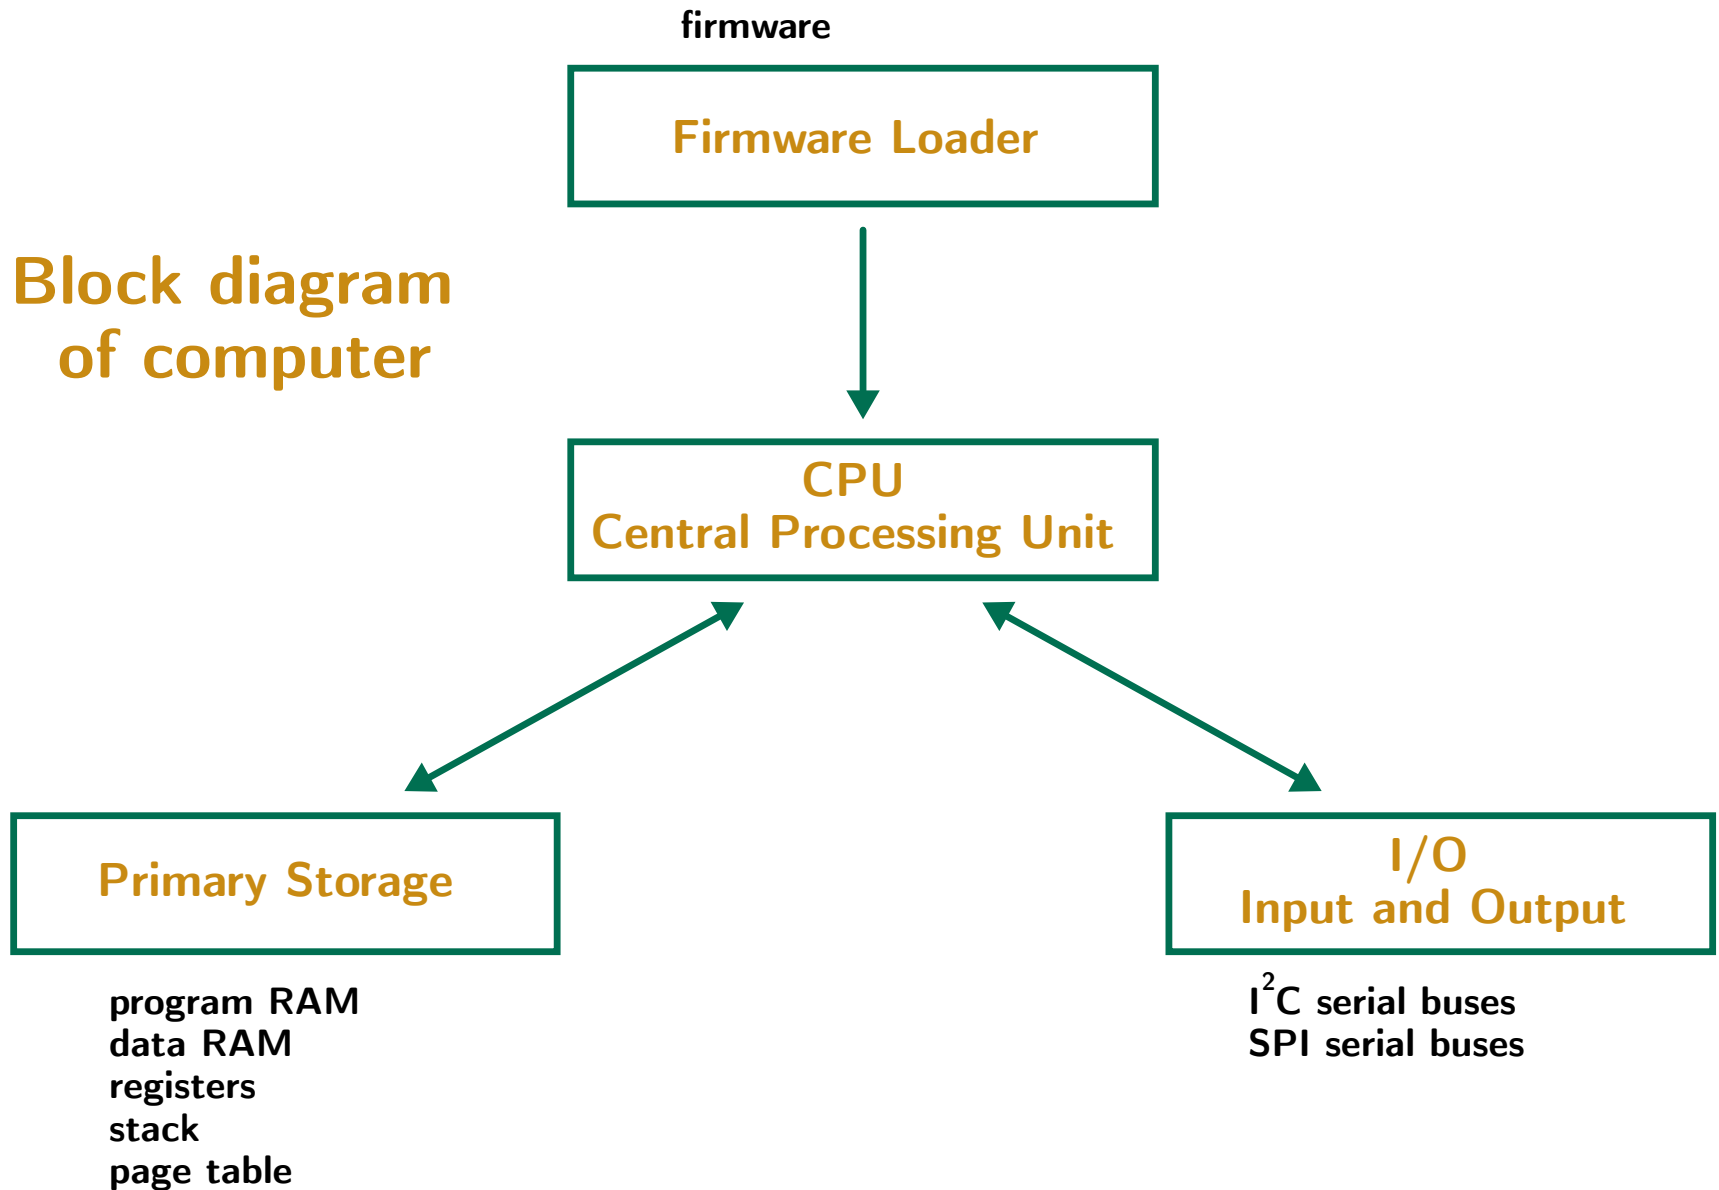 firmware
Firmware Loader
Block diagram
of computer
CPU
Central Processing Unit
Primary Storage
program RAM
data RAM
registers
stack
page table
I/O
Input and Output
I²C serial buses
SPI serial buses